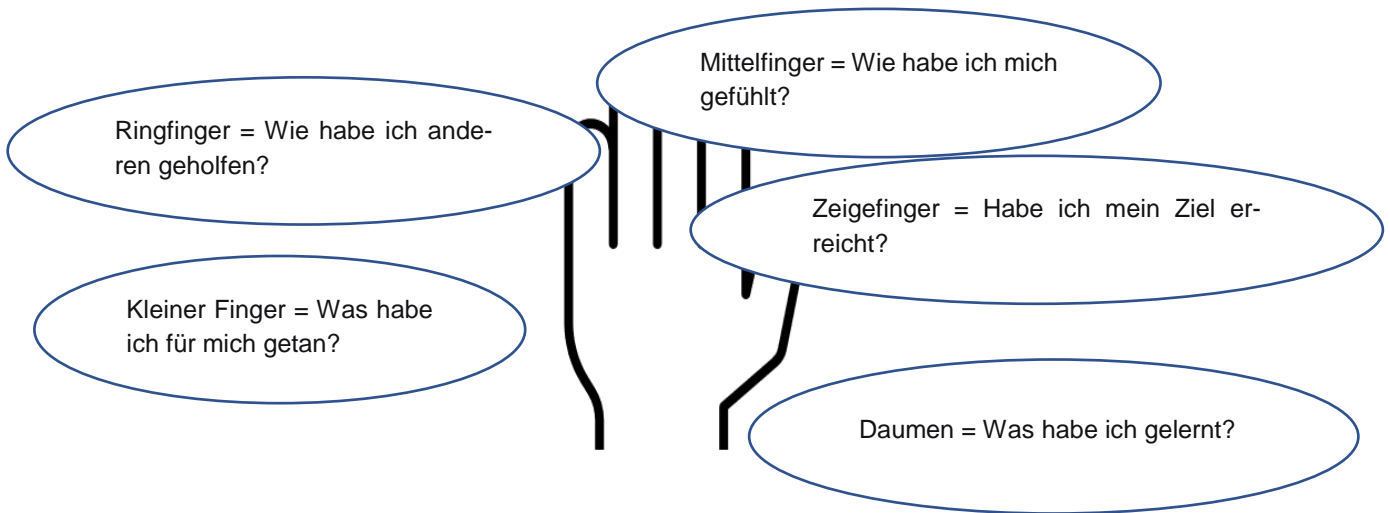 Mittelfinger = Wie habe ich mich
gefühlt?
Ringfinger = Wie habe ich ande-
ren geholfen?
Zeigefinger = Habe ich mein Ziel er-
reicht?
Kleiner Finger = Was habe
ich für mich getan?
Daumen = Was habe ich gelernt?